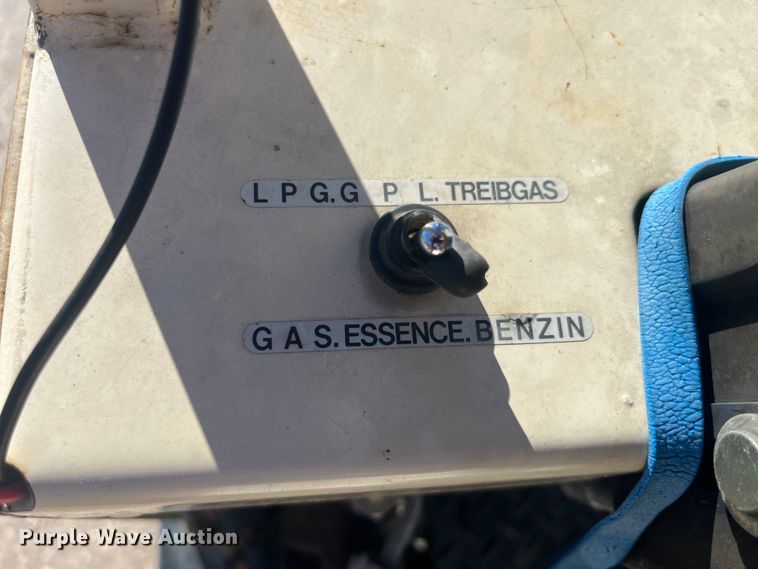 L P G. G P L. TREIBGAS
G A S. ESSENCE. BENZIN
Purple Wave Auction